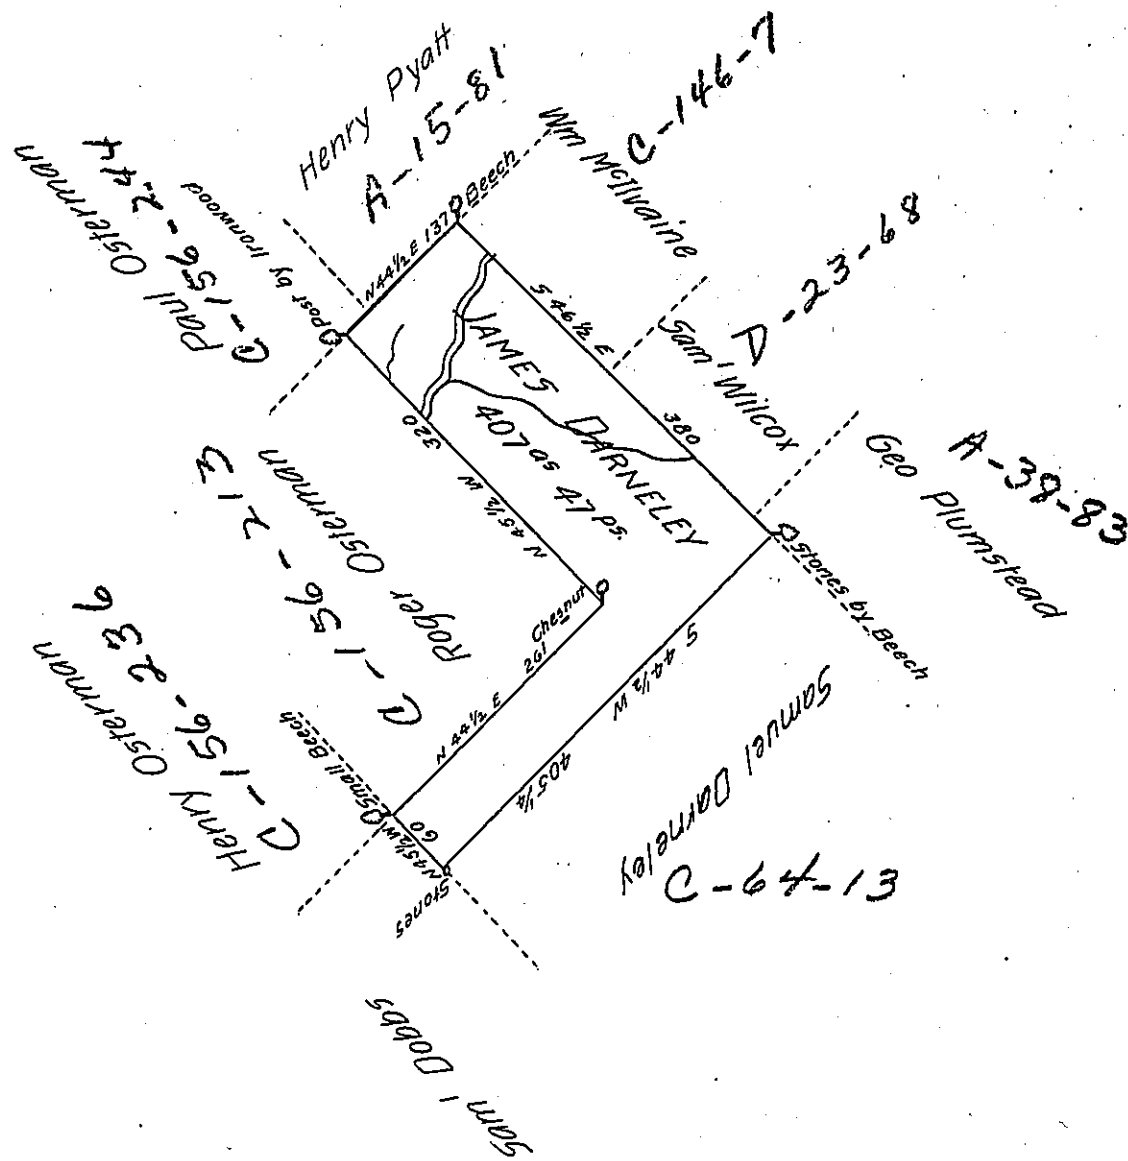 Henry Pyatt
A-15-81
Wm McIlvaine
C-146-7
Paul Osterman
C-156-244
Post by Ironwood
N 44½ E 137
Beech
S 46½ E
380
Sam'l Wilcox
D-23-68
Geo Plumstead
A-38-83
JAMES DARNELEY
407 as 47 ps.
320
N 45½ W
Roger Osterman
C-156-213
Chesnut
261
N 44½ E
Stones by Beech
S 44½ W
405¼
Samuel Darneley
C-64-13
Henry Osterman
C-156-236
Small Beech
N 45½ W
60
Stones
Sam'l Dobbs